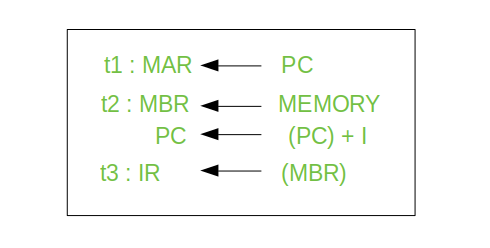 t1 : MAR ← PC
t2 : MBR ← MEMORY
PC ← (PC) + I
t3 : IR ← (MBR)